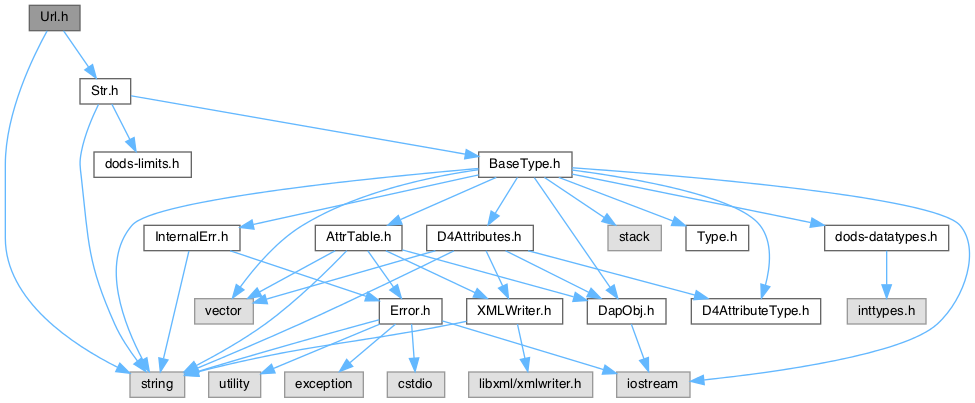 Url.h
Str.h
dods-limits.h
BaseType.h
InternalErr.h
AttrTable.h
D4Attributes.h
stack
Type.h
dods-datatypes.h
vector
Error.h
XMLWriter.h
DapObj.h
D4AttributeType.h
inttypes.h
string
utility
exception
cstdio
libxml/xmlwriter.h
iostream